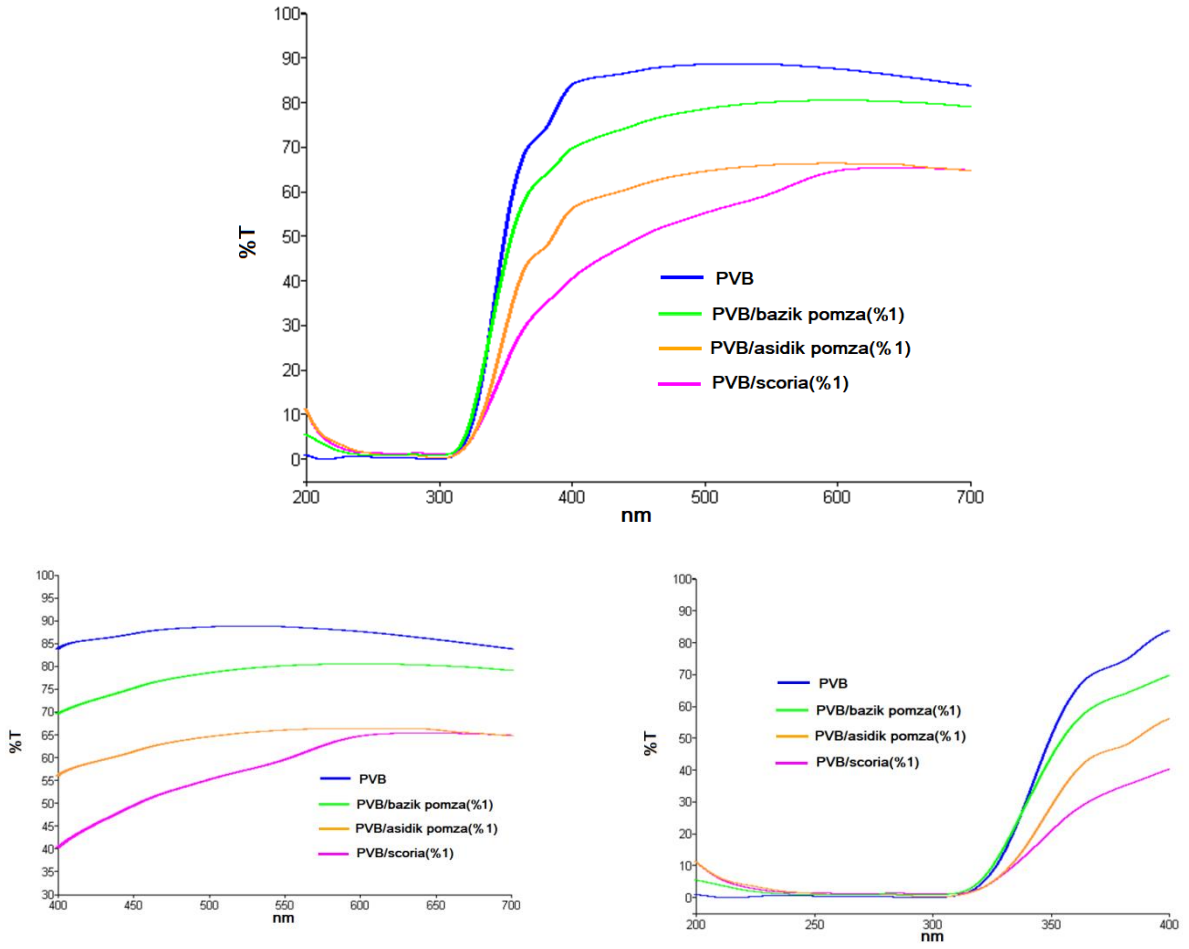 100
90
80
70
60
50
40
30
20
10
0
%T
200 300 400 500 600 700
nm
PVB
PVB/bazik pomza(%1)
PVB/asidik pomza(%1)
PVB/scoria(%1)
100
95
90
85
80
75
70
65
60
55
50
45
40
35
30
%T
400 450 500 550 600 650 700
nm
PVB
PVB/bazik pomza(%1)
PVB/asidik pomza(%1)
PVB/scoria(%1)
100
90
80
70
60
50
40
30
20
10
0
%T
200 250 300 350 400
nm
PVB
PVB/bazik pomza(%1)
PVB/asidik pomza(%1)
PVB/scoria(%1)